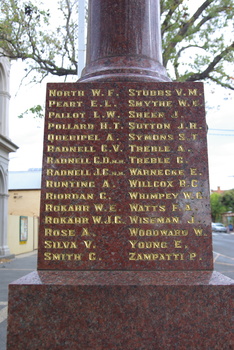 NORTH W.F. STUBBS V.M.
PEART E.L. SMYTHE W.E.
PALLOT L.W. SHEEN J.
POLLARD H.T. SUTTON J.R.
QUERIPEL A. SYMONS S.T.
RADNELL C.V. TREBLE A.
RADNELL C.D. M.M. TREBLE G.
RADNELL J.C. M.M. WARNECKE E.
RUNTING A. WILLCOX B.C.
RIORDAN G. WHIMPEY W.T.
ROKAHR W.E. WATTS F.A.
ROKAHR W.J.G. WISEMAN J.
ROSE A. WOODWARD W.
SILVA V. YOUNG E.
SMITH G. ZAMPATTI P.